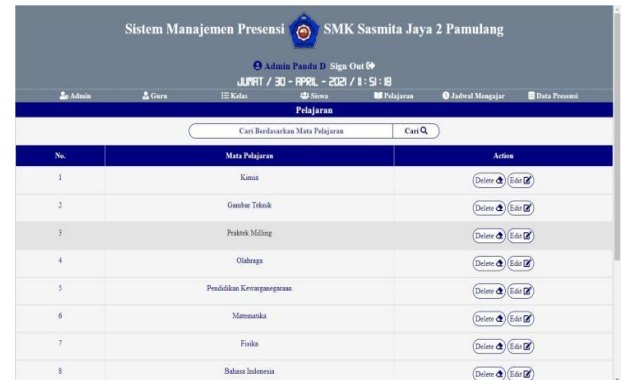 Sistem Manajemen Presensi SMK Sasmita Jaya 2 Pamulang
Admin Pandu D Sign Out
JUMAT / 30 - APRIL - 2021 / 11 : 51 : 18
Admin Guru Kelas Siswa Pelajaran Jadwal Mengajar Data Presensi
Pelajaran
Cari Berdasarkan Mata Pelajaran Cari
No. Mata Pelajaran Action
1 Kimia Delete Edit
2 Gambar Teknik Delete Edit
3 Praktek Milling Delete Edit
4 Olahraga Delete Edit
5 Pendidikan Kewarganegaraan Delete Edit
6 Matematika Delete Edit
7 Fisika Delete Edit
8 Bahasa Indonesia Delete Edit